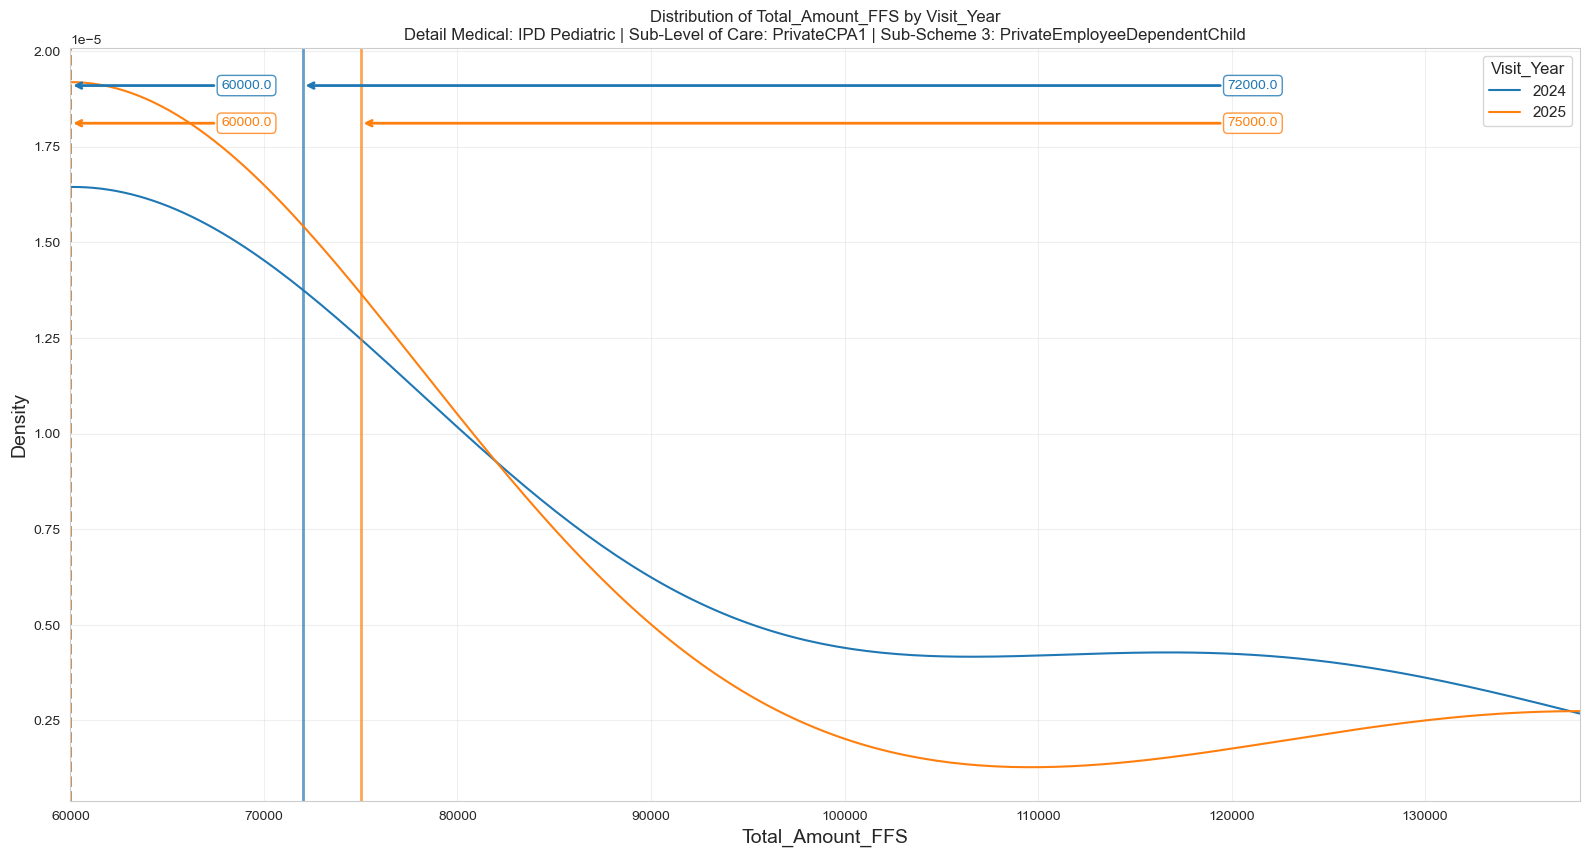 Distribution of Total_Amount_FFS by Visit_Year
Detail Medical: IPD Pediatric | Sub-Level of Care: PrivateCPA1 | Sub-Scheme 3: PrivateEmployeeDependentChild
1e−5
2.00
1.75
1.50
1.25
1.00
0.75
0.50
0.25
Density
60000.0
72000.0
60000.0
75000.0
Visit_Year
2024
2025
60000 70000 80000 90000 100000 110000 120000 130000
Total_Amount_FFS